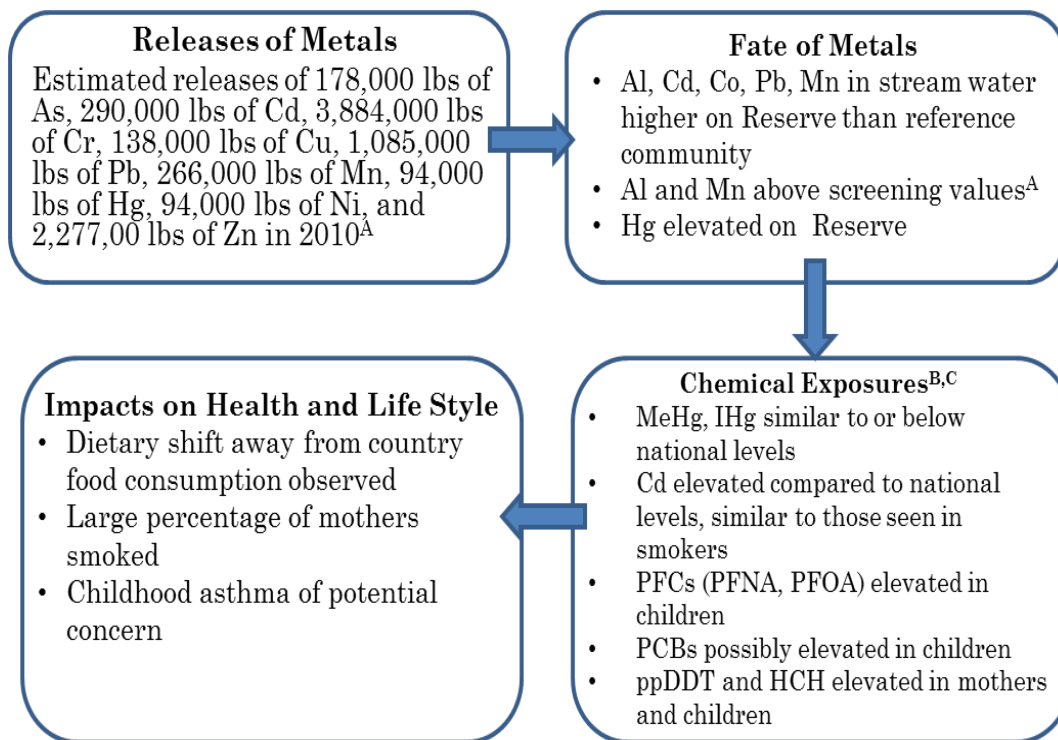 Releases of Metals
Estimated releases of 178,000 lbs of
As, 290,000 lbs of Cd, 3,884,000 lbs
of Cr, 138,000 lbs of Cu, 1,085,000
lbs of Pb, 266,000 lbs of Mn, 94,000
lbs of Hg, 94,000 lbs of Ni, and
2,277,00 lbs of Zn in 2010ᴬ
Fate of Metals
• Al, Cd, Co, Pb, Mn in stream water
higher on Reserve than reference
community
• Al and Mn above screening valuesᴬ
• Hg elevated on Reserve
Chemical Exposuresᴮ,ꟲ
• MeHg, IHg similar to or below
national levels
• Cd elevated compared to national
levels, similar to those seen in
smokers
• PFCs (PFNA, PFOA) elevated in
children
• PCBs possibly elevated in children
• ppDDT and HCH elevated in mothers
and children
Impacts on Health and Life Style
• Dietary shift away from country
food consumption observed
• Large percentage of mothers
smoked
• Childhood asthma of potential
concern